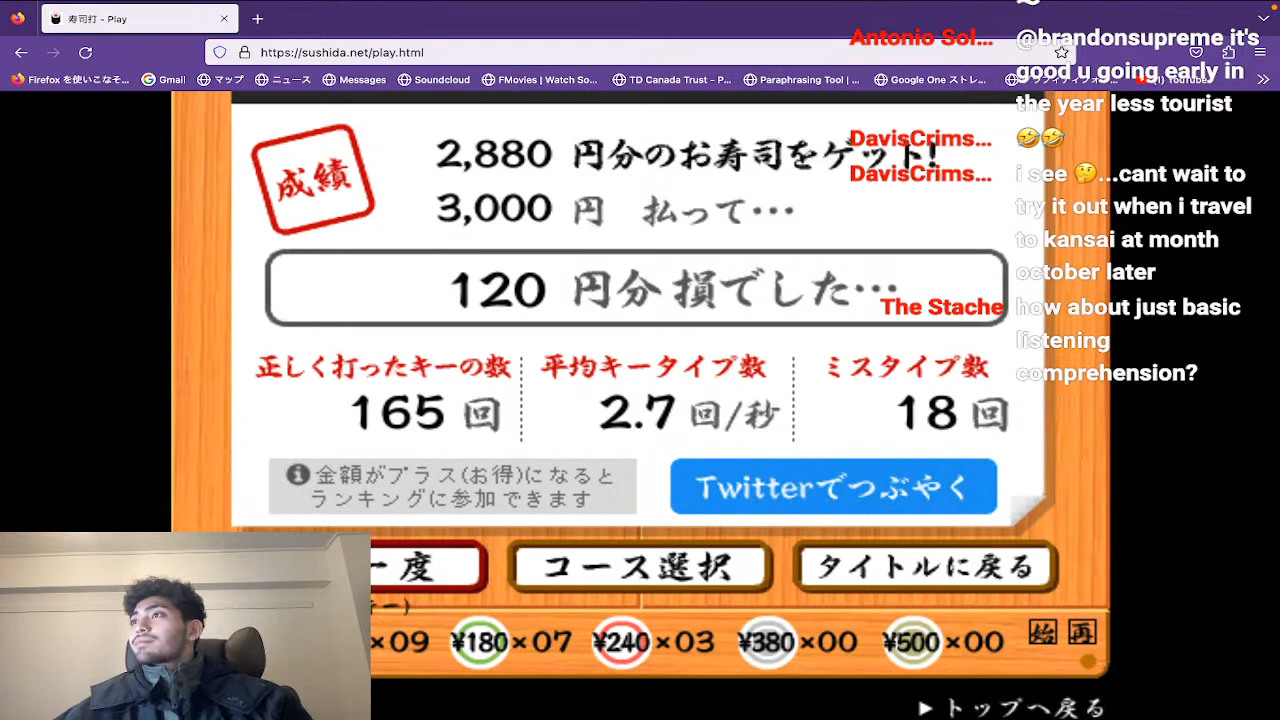 寿司打 - Play
https://sushida.net/play.html
Firefox を使いこなそ…
Gmail
マップ
ニュース
Messages
Soundcloud
FMovies | Watch So…
TD Canada Trust – P…
Paraphrasing Tool |…
Google One ストレ…
成績
2,880 円分のお寿司をゲット!
3,000 円 払って…
120 円分損でした…
正しく打ったキーの数
165 回
平均キータイプ数
2.7 回/秒
ミスタイプ数
18 回
金額がプラス(お得)になると
ランキングに参加できます
Twitterでつぶやく
一度
コース選択
タイトルに戻る
×09
¥180×07
¥240×03
¥380×00
¥500×00
始
再
▶トップへ戻る
Antonio Sol…
@brandonsupreme it's
good u going early in
the year less tourist
🤣🤣
DavisCrims…
DavisCrims…
i see 🤔...cant wait to
try it out when i travel
to kansai at month
october later
The Stache
how about just basic
listening
comprehension?